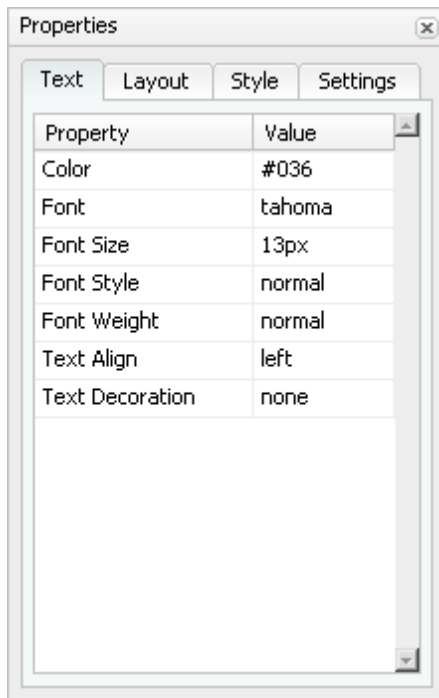 Properties
Text Layout Style Settings
Property Value
Color #036
Font tahoma
Font Size 13px
Font Style normal
Font Weight normal
Text Align left
Text Decoration none